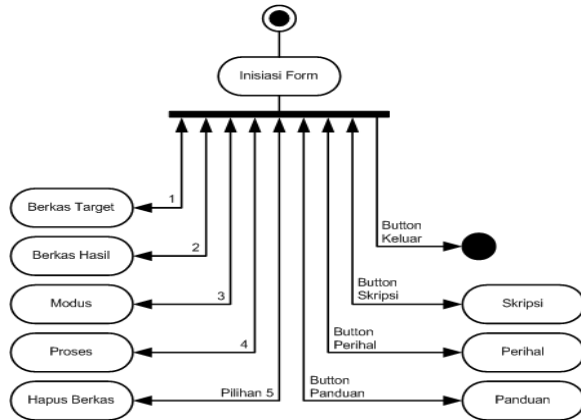 Inisiasi Form
1
Berkas Target
2
Berkas Hasil
3
Modus
4
Proses
Pilihan 5
Hapus Berkas
Button
Keluar
Button
Skripsi
Skripsi
Button
Perihal
Perihal
Button
Panduan
Panduan